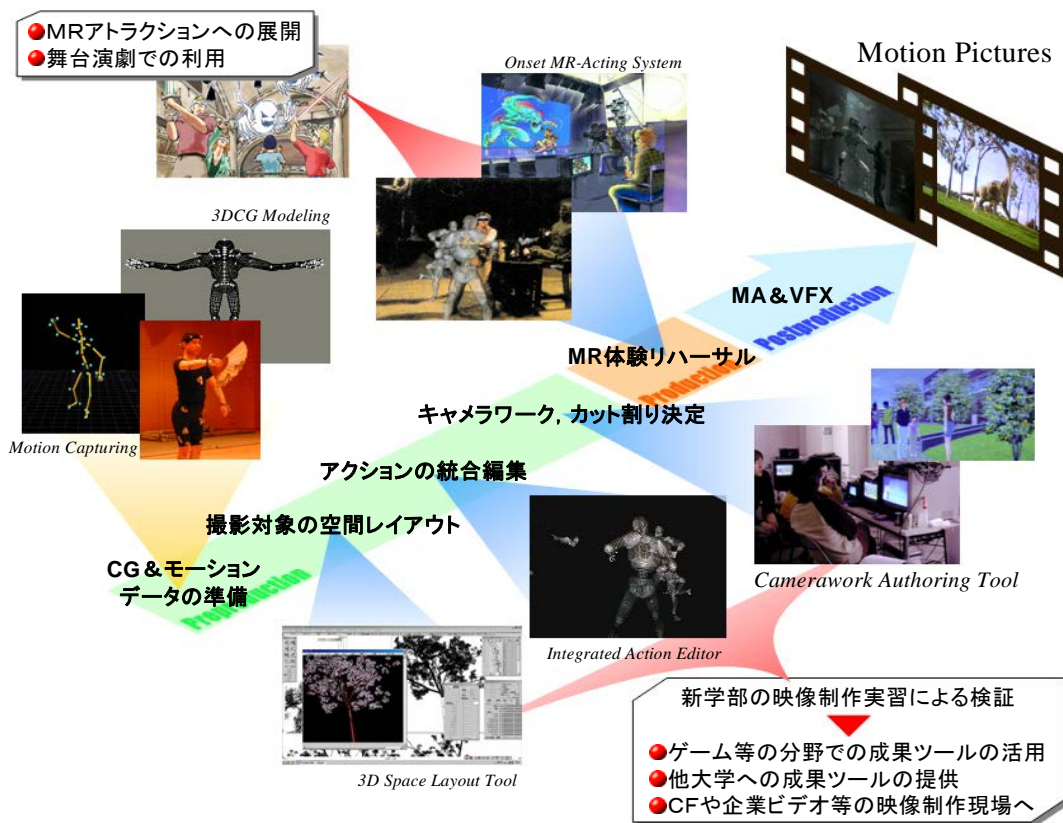 ●MRアトラクションへの展開
●舞台演劇での利用
Onset MR-Acting System
Motion Pictures
3DCG Modeling
Motion Capturing
MA&VFX
Postproduction
MR体験リハーサル
Production
キャメラワーク, カット割り決定
アクションの統合編集
撮影対象の空間レイアウト
CG&モーション
データの準備
Preproduction
Camerawork Authoring Tool
Integrated Action Editor
3D Space Layout Tool
新学部の映像制作実習による検証
●ゲーム等の分野での成果ツールの活用
●他大学への成果ツールの提供
●CFや企業ビデオ等の映像制作現場へ